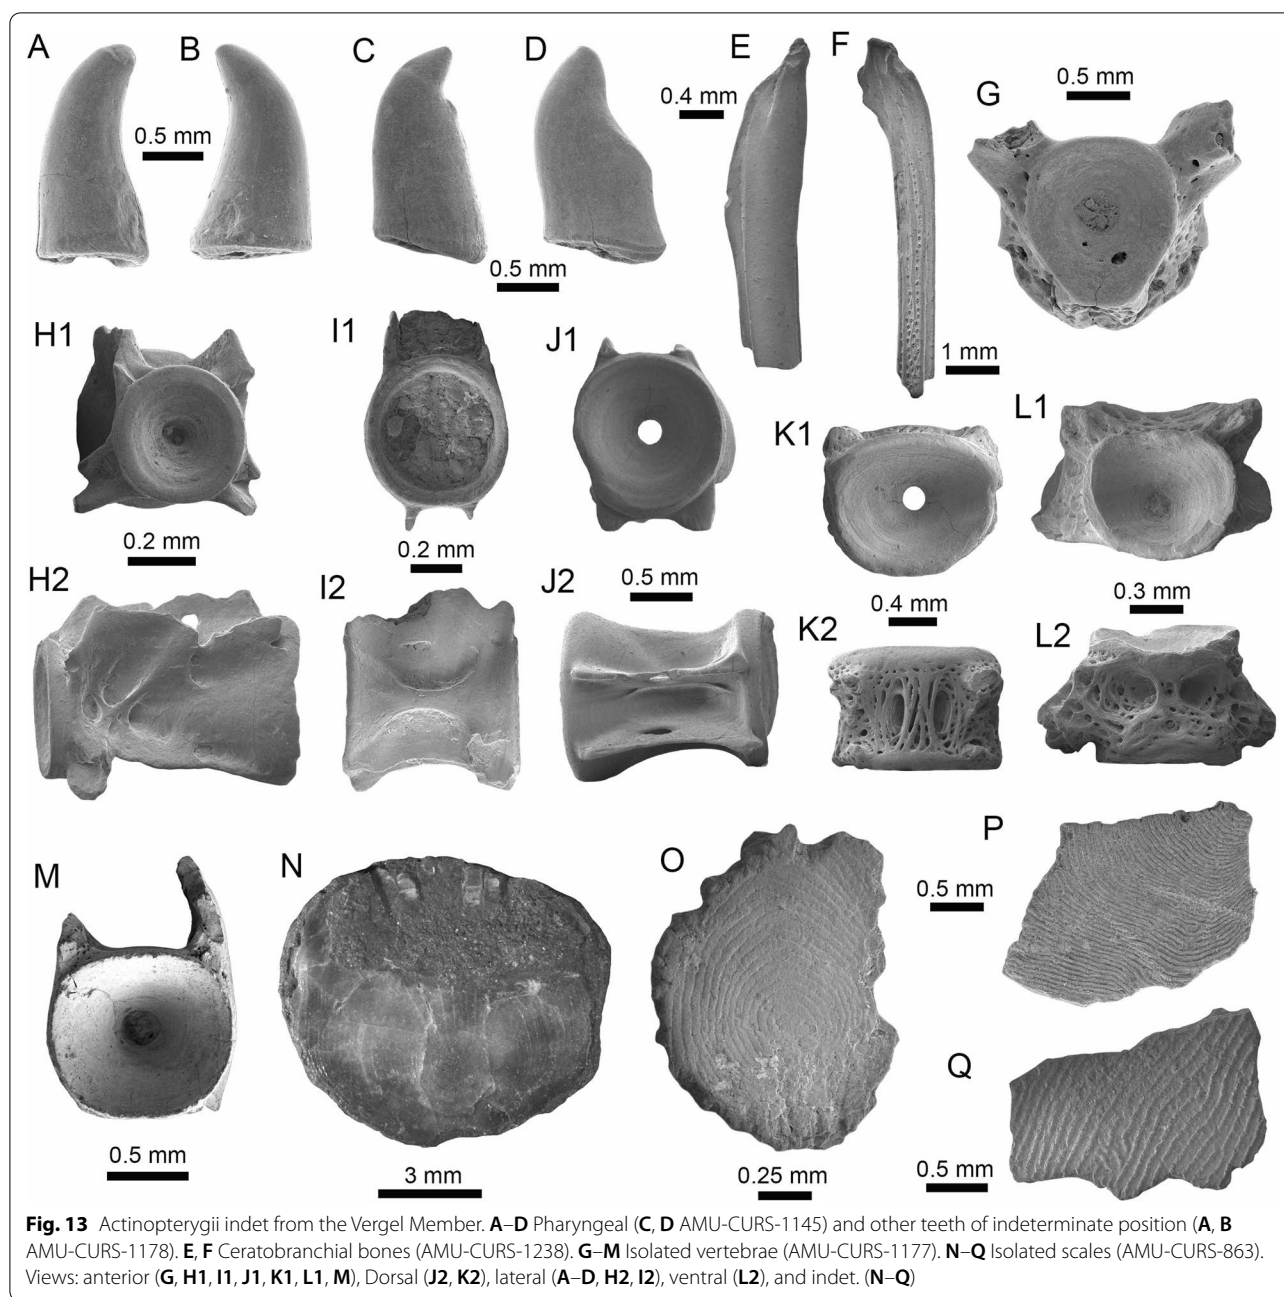 A
B
C
D
E
F
G
0.5 mm
0.4 mm
0.5 mm
0.5 mm
H1
I1
J1
1 mm
K1
L1
0.2 mm
0.2 mm
H2
I2
J2
0.5 mm
0.4 mm
0.3 mm
K2
L2
M
N
O
P
0.5 mm
Q
0.5 mm
3 mm
0.25 mm
0.5 mm
Fig. 13 Actinopterygii indet from the Vergel Member. A–D Pharyngeal (C, D AMU-CURS-1145) and other teeth of indeterminate position (A, B
AMU-CURS-1178). E, F Ceratobranchial bones (AMU-CURS-1238). G–M Isolated vertebrae (AMU-CURS-1177). N–Q Isolated scales (AMU-CURS-863).
Views: anterior (G, H1, I1, J1, K1, L1, M), Dorsal (J2, K2), lateral (A–D, H2, I2), ventral (L2), and indet. (N–Q)